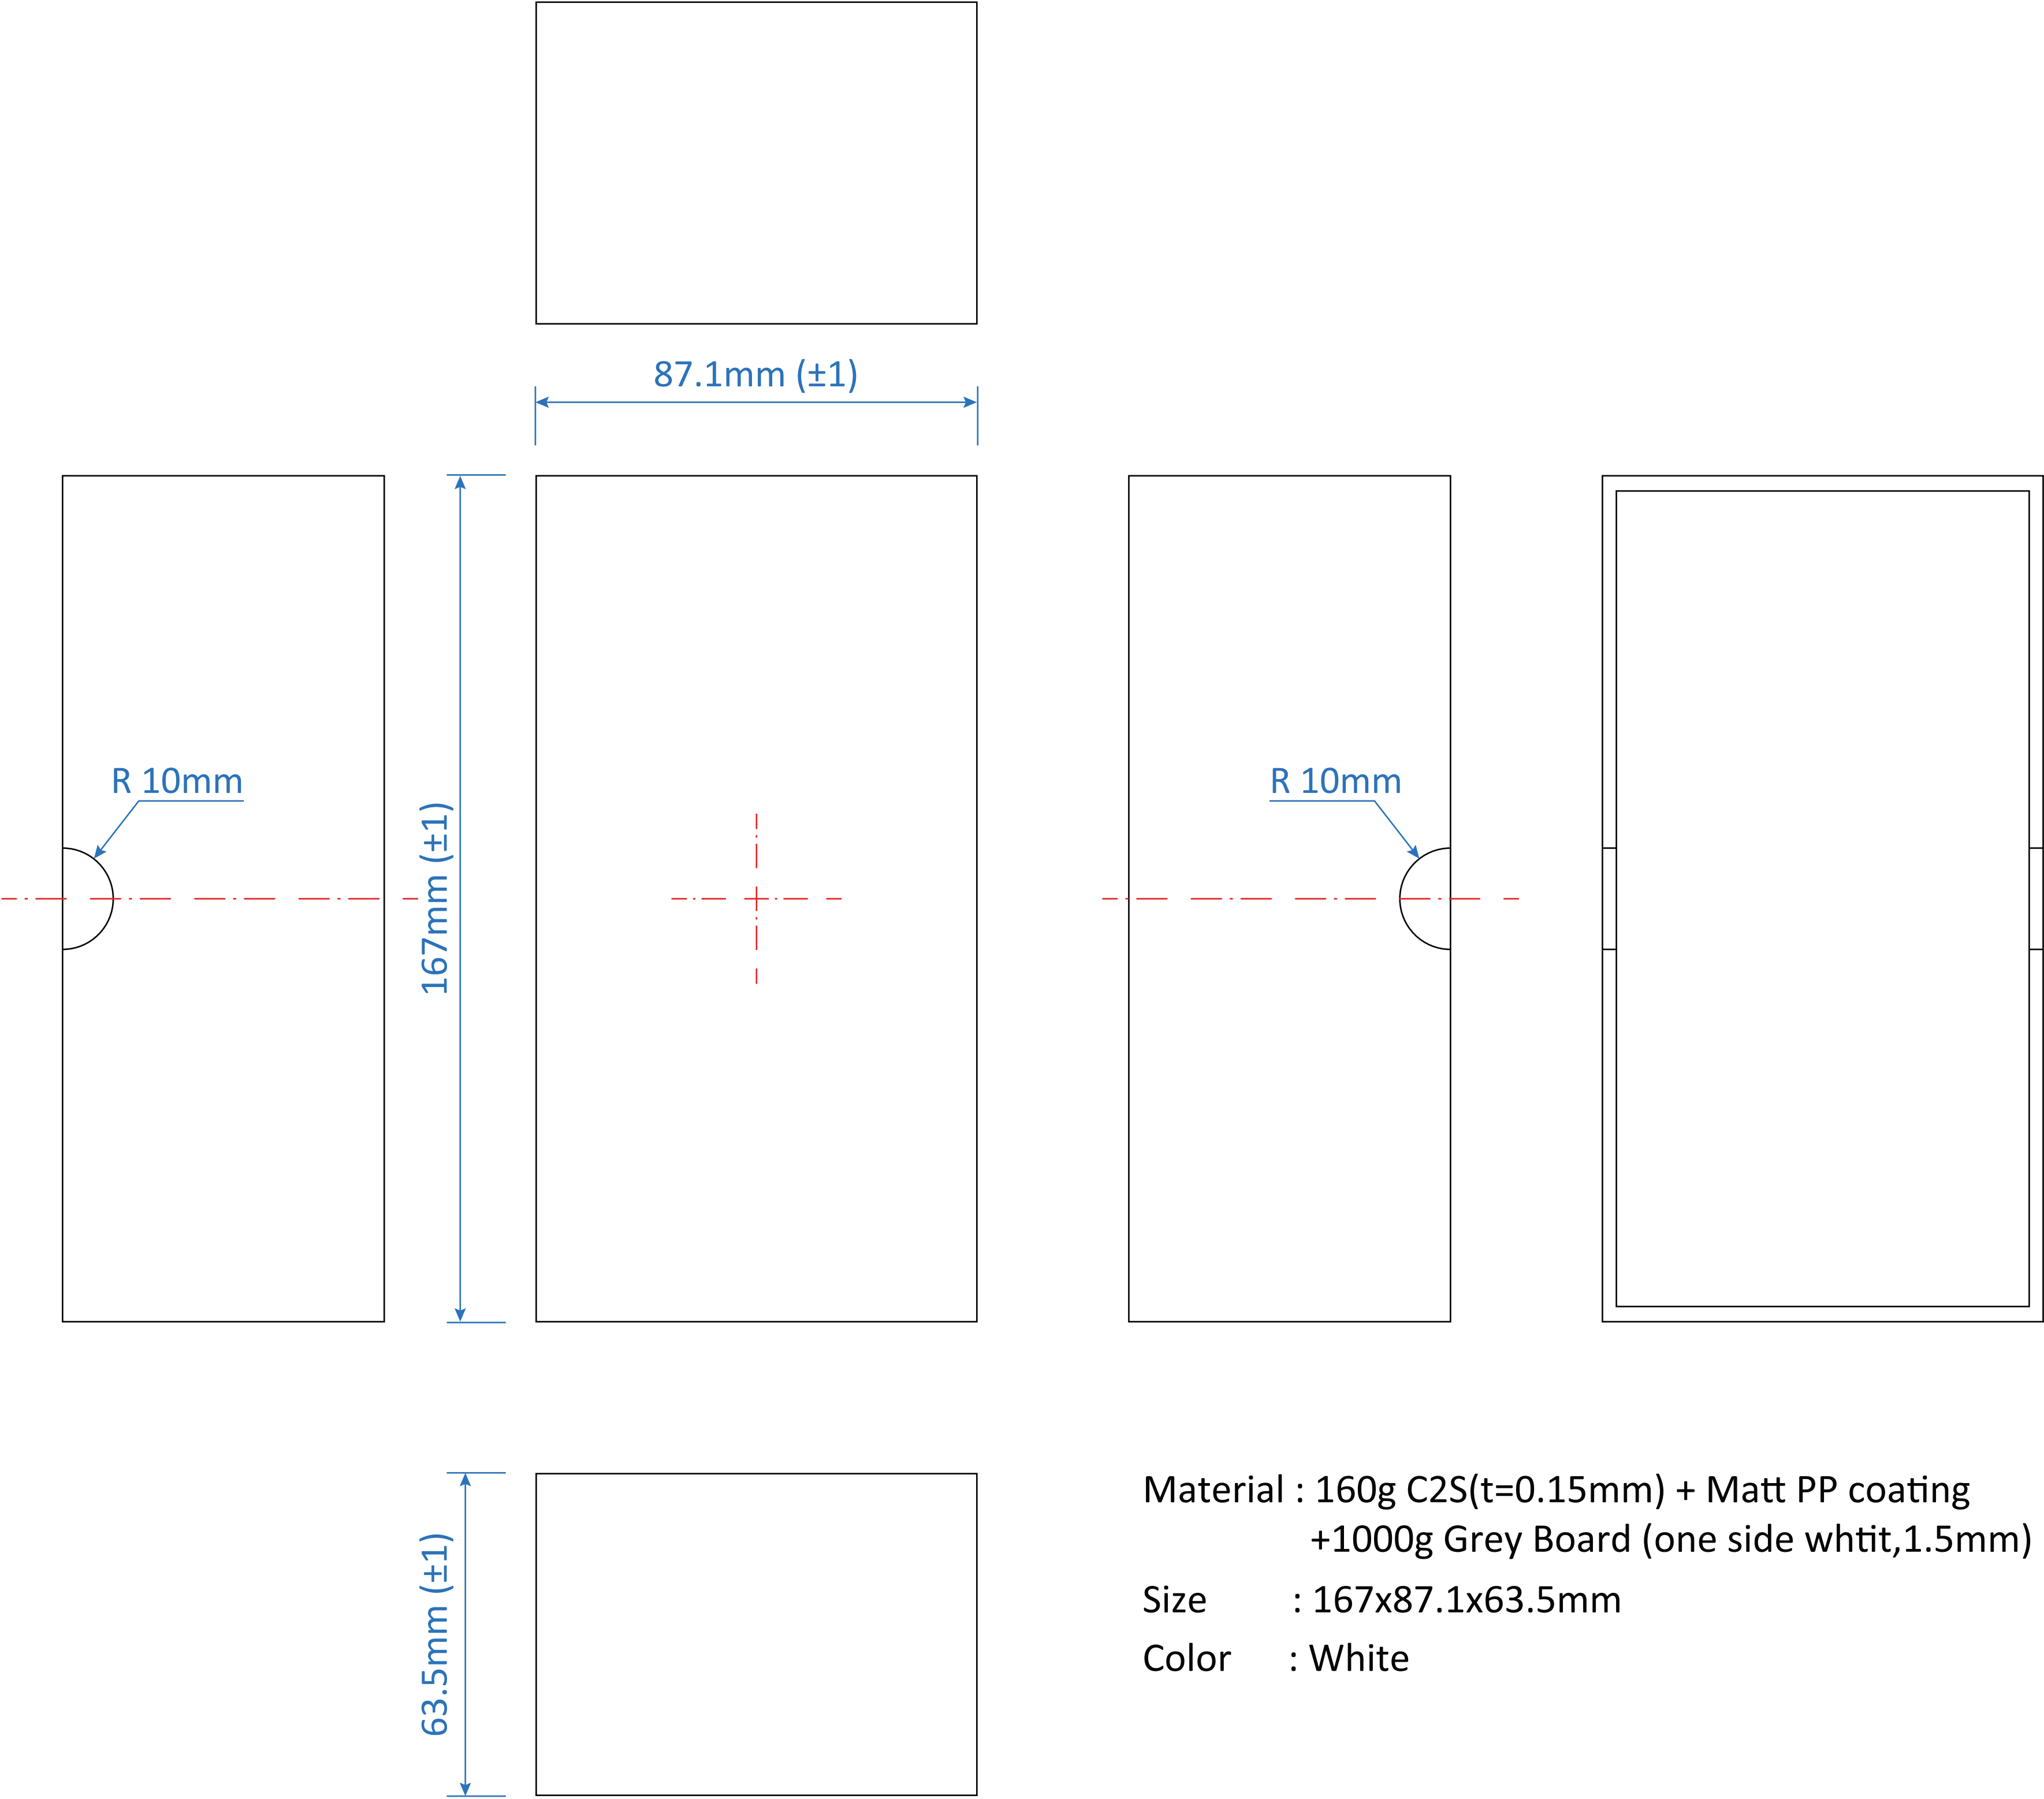 87.1mm (±1)
R 10mm
167mm (±1)
R 10mm
63.5mm (±1)
Material : 160g C2S(t=0.15mm) + Matt PP coating
+1000g Grey Board (one side whtit,1.5mm)
Size : 167x87.1x63.5mm
Color : White